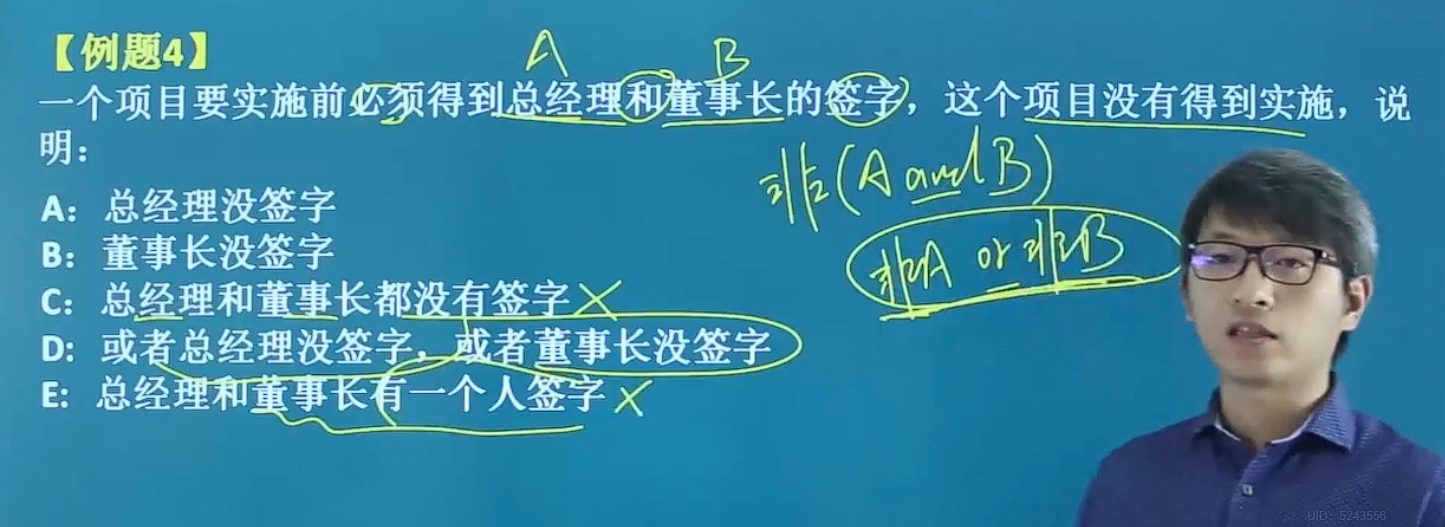 【例题4】
A B
一个项目要实施前必须得到总经理和董事长的签字，这个项目没有得到实施，说
明：
非(A and B)
A：总经理没签字
B：董事长没签字
非A or 非B
C：总经理和董事长都没有签字 ×
D：或者总经理没签字，或者董事长没签字
E：总经理和董事长有一个人签字 ×
UID：5243556